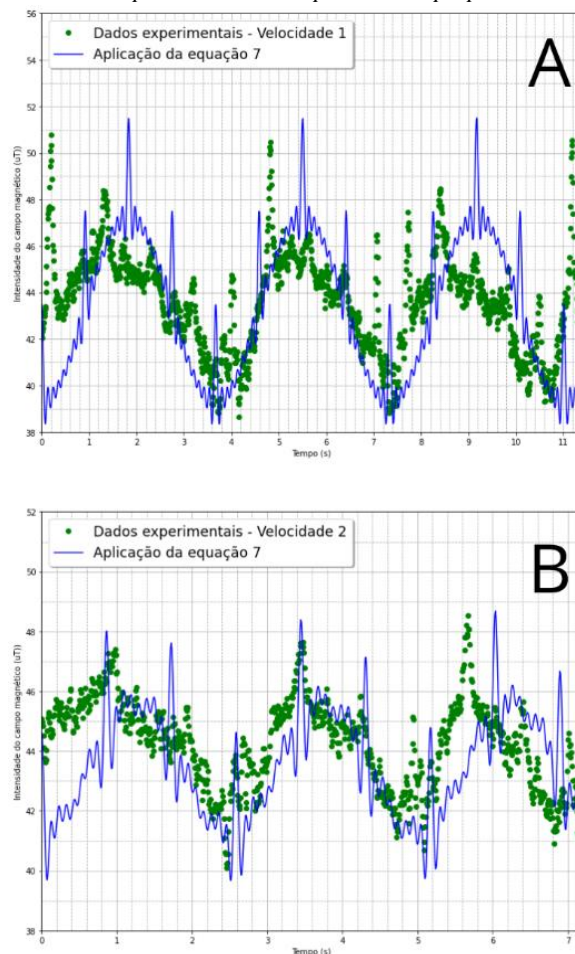 56
54
52
50
48
46
44
42
40
38
Intensidade do campo magnético (uT)
Dados experimentais - Velocidade 1
Aplicação da equação 7
A
0 1 2 3 4 5 6 7 8 9 10 11
Tempo (s)
52
50
48
46
44
42
40
38
Intensidade do campo magnético (uT))
Dados experimentais - Velocidade 2
Aplicação da equação 7
B
0 1 2 3 4 5 6 7
Tempo (s)